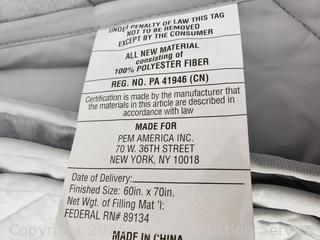 UNDER PENALTY OF LAW THIS TAG
NOT TO BE REMOVED
EXCEPT BY THE CONSUMER
ALL NEW MATERIAL
consisting of
100% POLYESTER FIBER
REG. NO. PA 41946 (CN)
Certification is made by the manufacturer that
the materials in this article are described in
accordance with law
MADE FOR
PEM AMERICA INC.
70 W. 36TH STREET
NEW YORK, NY 10018
Date of Delivery:
Finished Size: 60in. x 70in.
Net Wgt. of Filling Mat 'l:
FEDERAL RN# 89134
MADE IN CHINA
Copyright
Auction Service